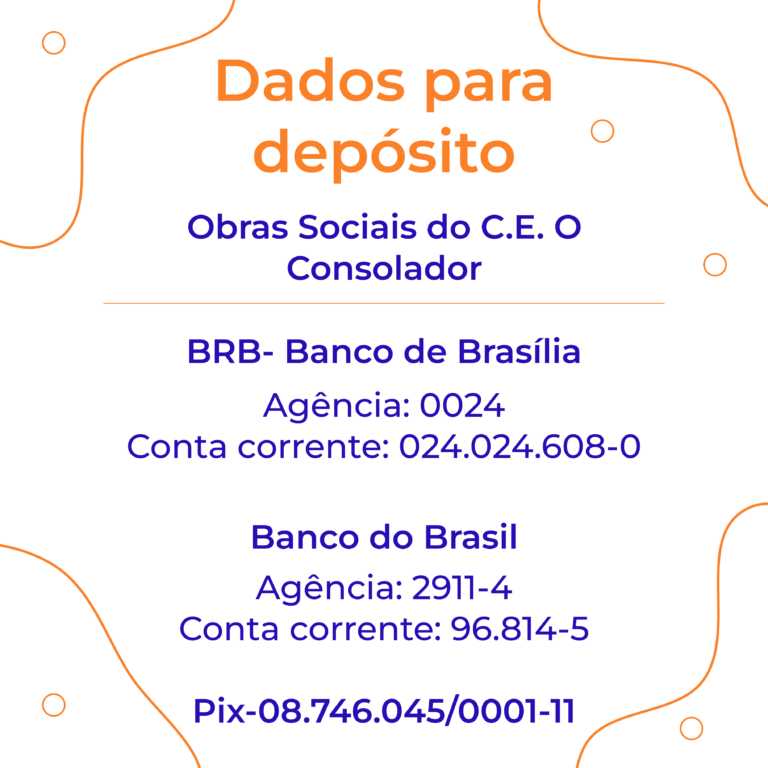 Dados para
depósito
Obras Sociais do C.E. O
Consolador
BRB- Banco de Brasília
Agência: 0024
Conta corrente: 024.024.608-0
Banco do Brasil
Agência: 2911-4
Conta corrente: 96.814-5
Pix-08.746.045/0001-11